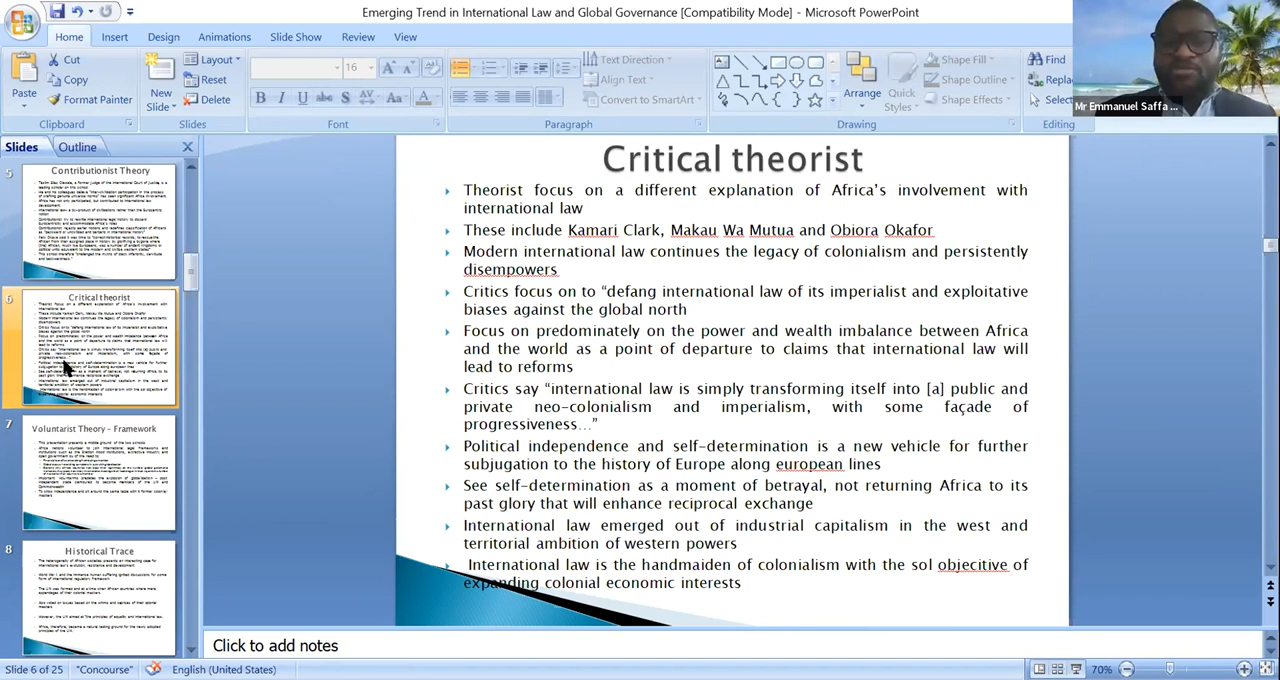 Emerging Trend in International Law and Global Governance [Compatibility Mode] - Microsoft PowerPoint
Home Insert Design Animations Slide Show Review View
Paste
Cut
Copy
Format Painter
Clipboard
New Slide
Layout
Reset
Delete
Slides
16
Font
Text Direction
Align Text
Convert to SmartArt
Paragraph
Arrange
Quick Styles
Shape Fill
Shape Outline
Shape Effects
Drawing
Find
Select
Editing
Mr Emmanuel Saffa ...
Slides Outline
5
Contributionist Theory
6
Critical theorist
7
Voluntarist Theory – Framework
8
Historical Trace
Critical theorist
Theorist focus on a different explanation of Africa's involvement with
inrational law
These include Kamari Clark, Makau Wa Mutua and Obiora Okafor
Modern international law continues the legacy of colonialism and persistently
disempowers
Critics focus on to "defang international law of its imperialist and exploitative
biases against the global north
Focus on predominately on the power and wealth imbalance between Africa
and the world as a point of departure to claim that international law will
lead to reforms
Critics say "international law is simply transforming itself into [a] public and
private neo-colonialism and imperialism, with some façade of
progressiveness..."
Political independence and self-determination is a new vehicle for further
subjugation to the history of Europe along european lines
See self-determination as a moment of betrayal, not returning Africa to its
past glory that will enhance reciprocal exchange
International law emerged out of industrial capitalism in the west and
territorial ambition of western powers
International law is the handmaiden of colonialism with the sol objecitive of
expanding colonial economic interests
Click to add notes
Slide 6 of 25 "Concourse" English (United States) 70%